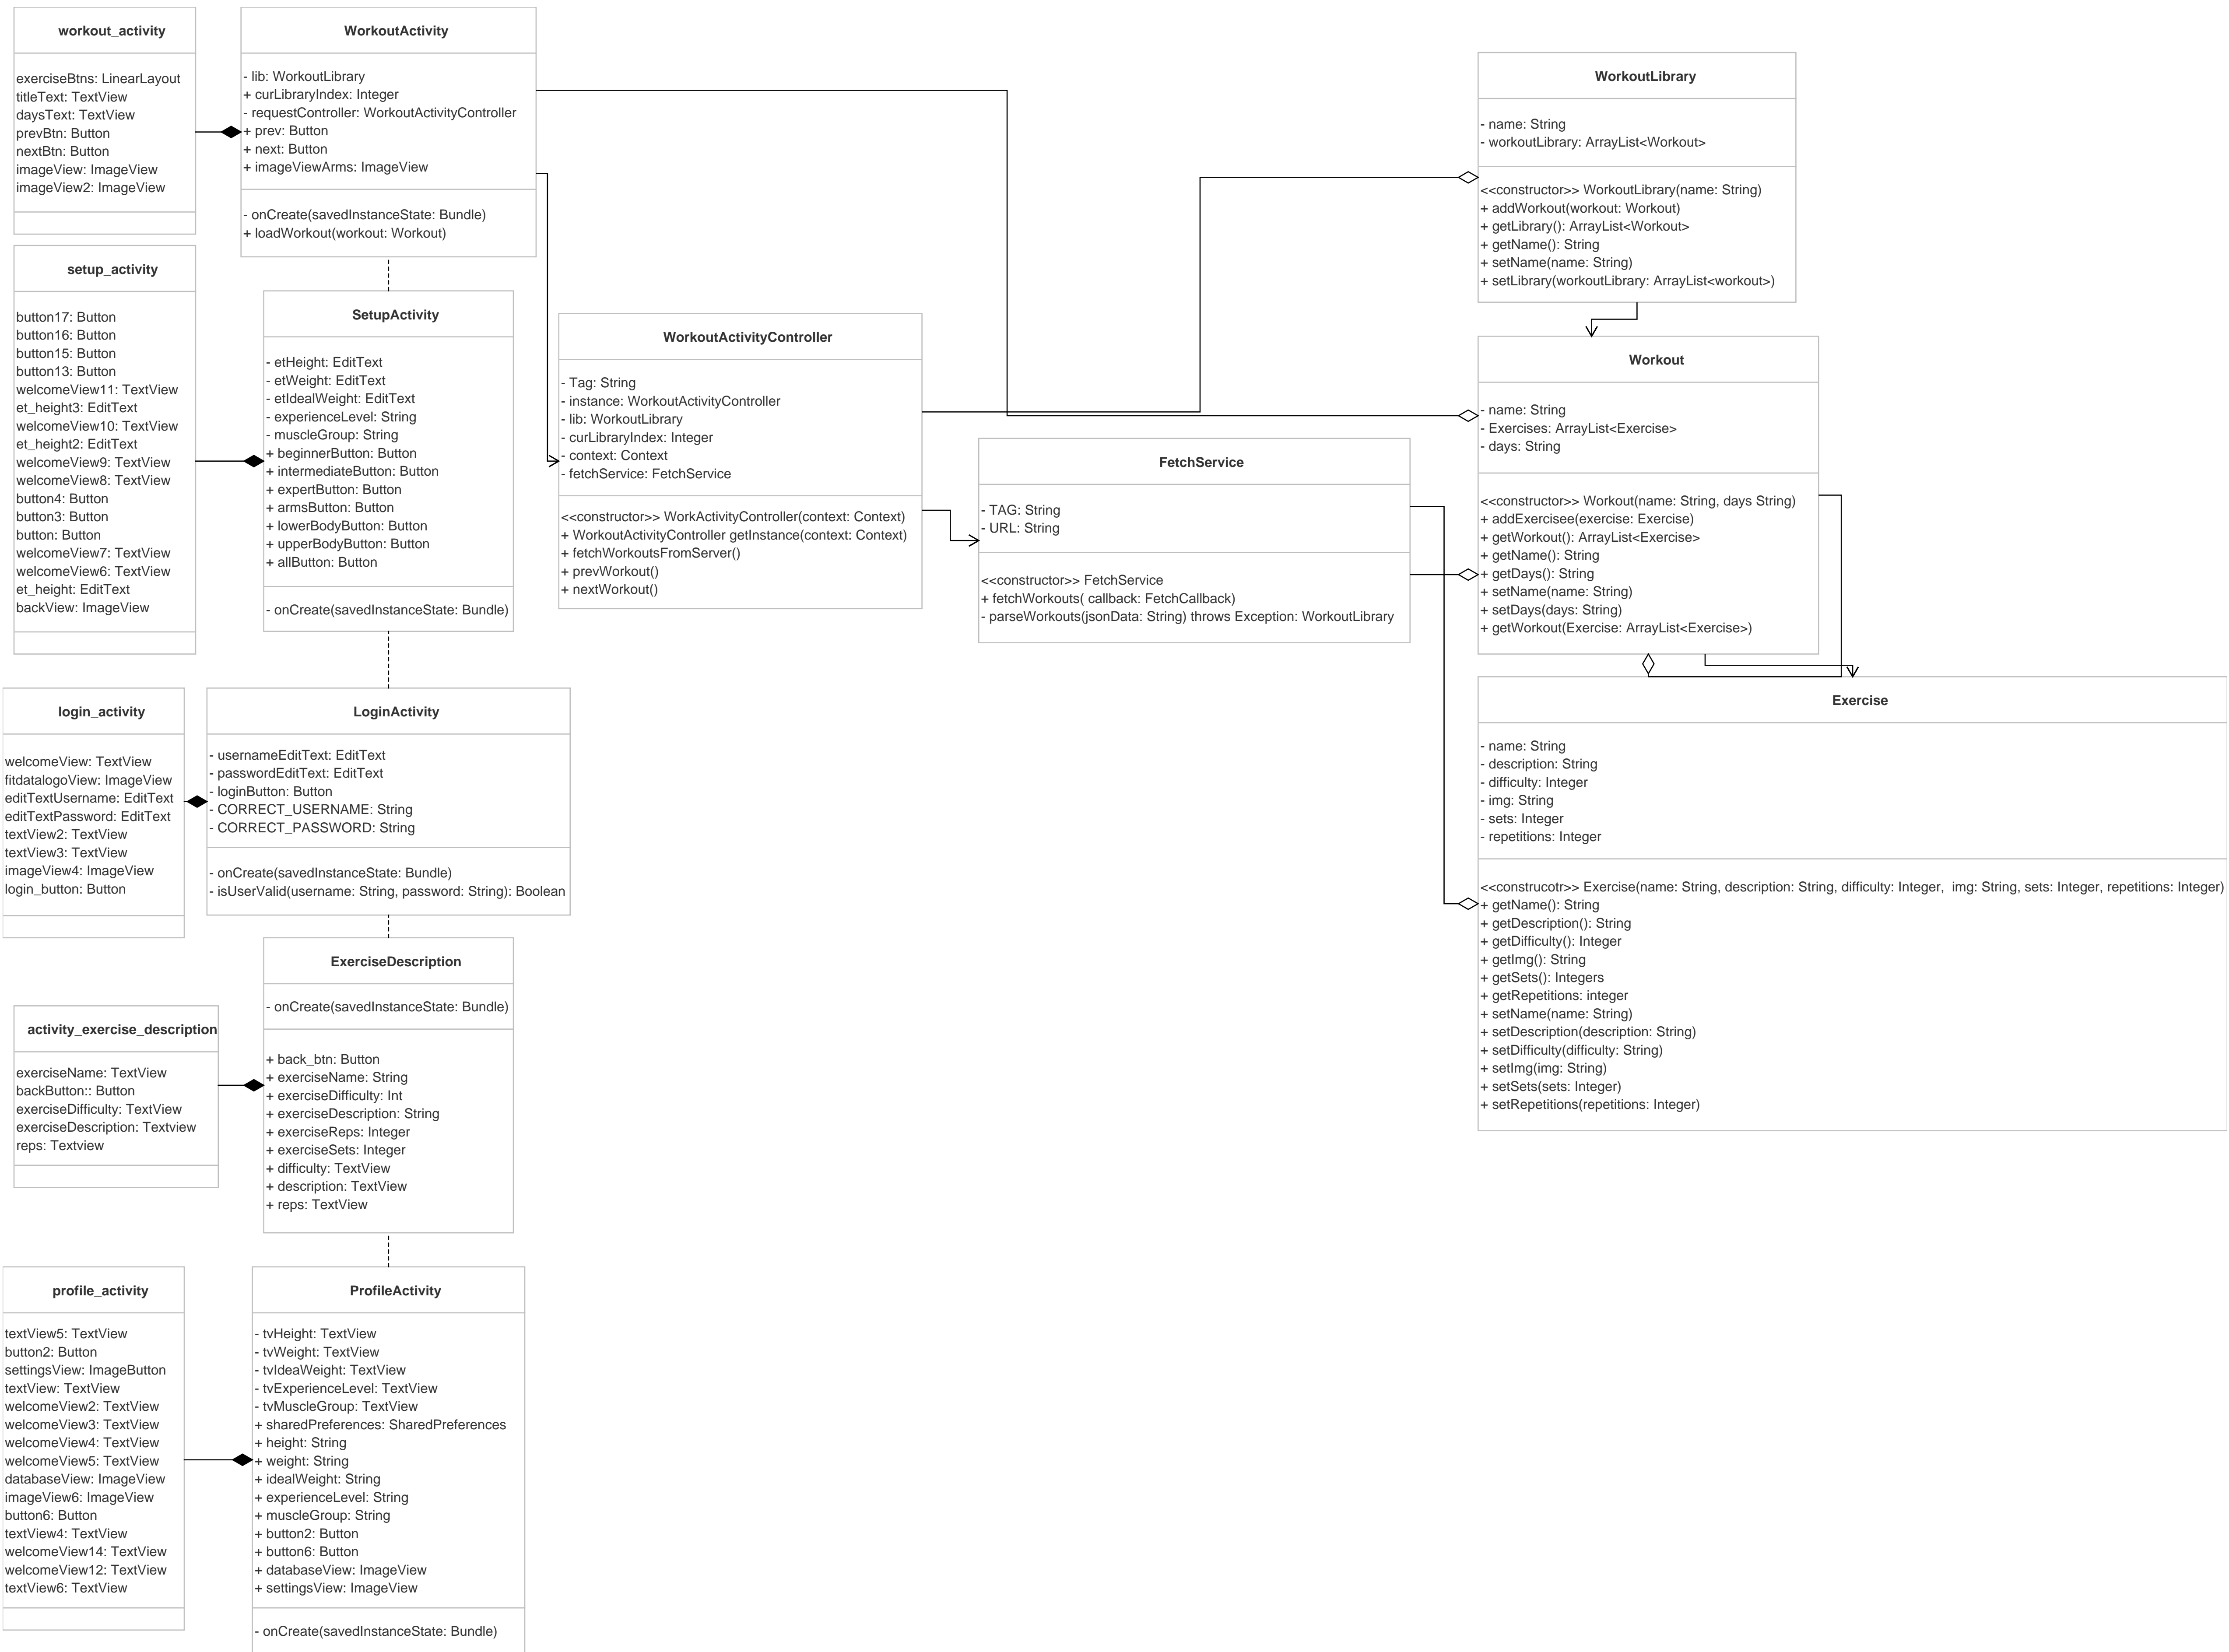 workout_activity
exerciseBtns: LinearLayout
titleText: TextView
daysText: TextView
prevBtn: Button
nextBtn: Button
imageView: ImageView
imageView2: ImageView
WorkoutActivity
- lib: WorkoutLibrary
+ curLibraryIndex: Integer
- requestController: WorkoutActivityController
+ prev: Button
+ next: Button
+ imageViewArms: ImageView
- onCreate(savedInstanceState: Bundle)
+ loadWorkout(workout: Workout)
WorkoutLibrary
- name: String
- workoutLibrary: ArrayList<Workout>
<<constructor>> WorkoutLibrary(name: String)
+ addWorkout(workout: Workout)
+ getLibrary(): ArrayList<Workout>
+ getName(): String
+ setName(name: String)
+ setLibrary(workoutLibrary: ArrayList<workout>)
setup_activity
button17: Button
button16: Button
button15: Button
button13: Button
welcomeView11: TextView
et_height3: EditText
welcomeView10: TextView
et_height2: EditText
welcomeView9: TextView
welcomeView8: TextView
button4: Button
button3: Button
button: Button
welcomeView7: TextView
welcomeView6: TextView
et_height: EditText
backView: ImageView
SetupActivity
- etHeight: EditText
- etWeight: EditText
- etIdealWeight: EditText
- experienceLevel: String
- muscleGroup: String
+ beginnerButton: Button
+ intermediateButton: Button
+ expertButton: Button
+ armsButton: Button
+ lowerBodyButton: Button
+ upperBodyButton: Button
+ allButton: Button
- onCreate(savedInstanceState: Bundle)
WorkoutActivityController
- Tag: String
- instance: WorkoutActivityController
- lib: WorkoutLibrary
- curLibraryIndex: Integer
- context: Context
- fetchService: FetchService
<<constructor>> WorkActivityController(context: Context)
+ WorkoutActivityController getInstance(context: Context)
+ fetchWorkoutsFromServer()
+ prevWorkout()
+ nextWorkout()
FetchService
- TAG: String
- URL: String
<<constructor>> FetchService
+ fetchWorkouts( callback: FetchCallback)
- parseWorkouts(jsonData: String) throws Exception: WorkoutLibrary
Workout
- name: String
- Exercises: ArrayList<Exercise>
- days: String
<<constructor>> Workout(name: String, days String)
+ addExercisee(exercise: Exercise)
+ getWorkout(): ArrayList<Exercise>
+ getName(): String
+ getDays(): String
+ setName(name: String)
+ setDays(days: String)
+ getWorkout(Exercise: ArrayList<Exercise>)
login_activity
welcomeView: TextView
fitdatalogoView: ImageView
editTextUsername: EditText
editTextPassword: EditText
textView2: TextView
textView3: TextView
imageView4: ImageView
login_button: Button
LoginActivity
- usernameEditText: EditText
- passwordEditText: EditText
- loginButton: Button
- CORRECT_USERNAME: String
- CORRECT_PASSWORD: String
- onCreate(savedInstanceState: Bundle)
- isUserValid(username: String, password: String): Boolean
Exercise
- name: String
- description: String
- difficulty: Integer
- img: String
- sets: Integer
- repetitions: Integer
<<construcotr>> Exercise(name: String, description: String, difficulty: Integer,  img: String, sets: Integer, repetitions: Integer)
+ getName(): String
+ getDescription(): String
+ getDifficulty(): Integer
+ getImg(): String
+ getSets(): Integers
+ getRepetitions: integer
+ setName(name: String)
+ setDescription(description: String)
+ setDifficulty(difficulty: String)
+ setImg(img: String)
+ setSets(sets: Integer)
+ setRepetitions(repetitions: Integer)
activity_exercise_description
exerciseName: TextView
backButton:: Button
exerciseDifficulty: TextView
exerciseDescription: Textview
reps: Textview
ExerciseDescription
- onCreate(savedInstanceState: Bundle)
+ back_btn: Button
+ exerciseName: String
+ exerciseDifficulty: Int
+ exerciseDescription: String
+ exerciseReps: Integer
+ exerciseSets: Integer
+ difficulty: TextView
+ description: TextView
+ reps: TextView
profile_activity
textView5: TextView
button2: Button
settingsView: ImageButton
textView: TextView
welcomeView2: TextView
welcomeView3: TextView
welcomeView4: TextView
welcomeView5: TextView
databaseView: ImageView
imageView6: ImageView
button6: Button
textView4: TextView
welcomeView14: TextView
welcomeView12: TextView
textView6: TextView
ProfileActivity
- tvHeight: TextView
- tvWeight: TextView
- tvIdeaWeight: TextView
- tvExperienceLevel: TextView
- tvMuscleGroup: TextView
+ sharedPreferences: SharedPreferences
+ height: String
+ weight: String
+ idealWeight: String
+ experienceLevel: String
+ muscleGroup: String
+ button2: Button
+ button6: Button
+ databaseView: ImageView
+ settingsView: ImageView
- onCreate(savedInstanceState: Bundle)